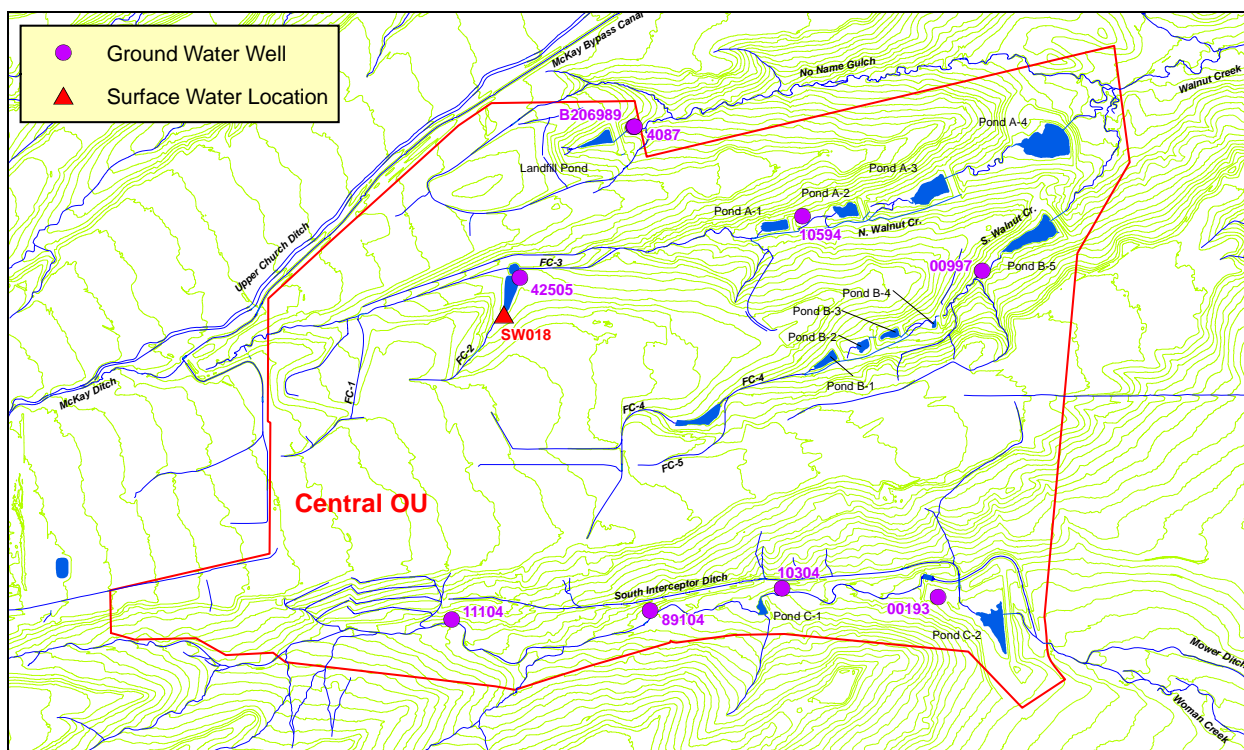 Ground Water Well
Surface Water Location
McKay Bypass Canal
No Name Gulch
Walnut Creek
B206989
4087
Landfill Pond
Pond A-4
Pond A-3
Pond A-2
Pond A-1
10594
N. Walnut Cr.
S. Walnut Cr.
Upper Church Ditch
FC-3
42505
00997
Pond B-5
Pond B-4
Pond B-3
Pond B-2
Pond B-1
SW018
FC-2
FC-1
McKay Ditch
FC-4
FC-4
FC-5
Central OU
South Interceptor Ditch
10304
11104
89104
Pond C-1
00193
Pond C-2
Mower Ditch
Woman Creek